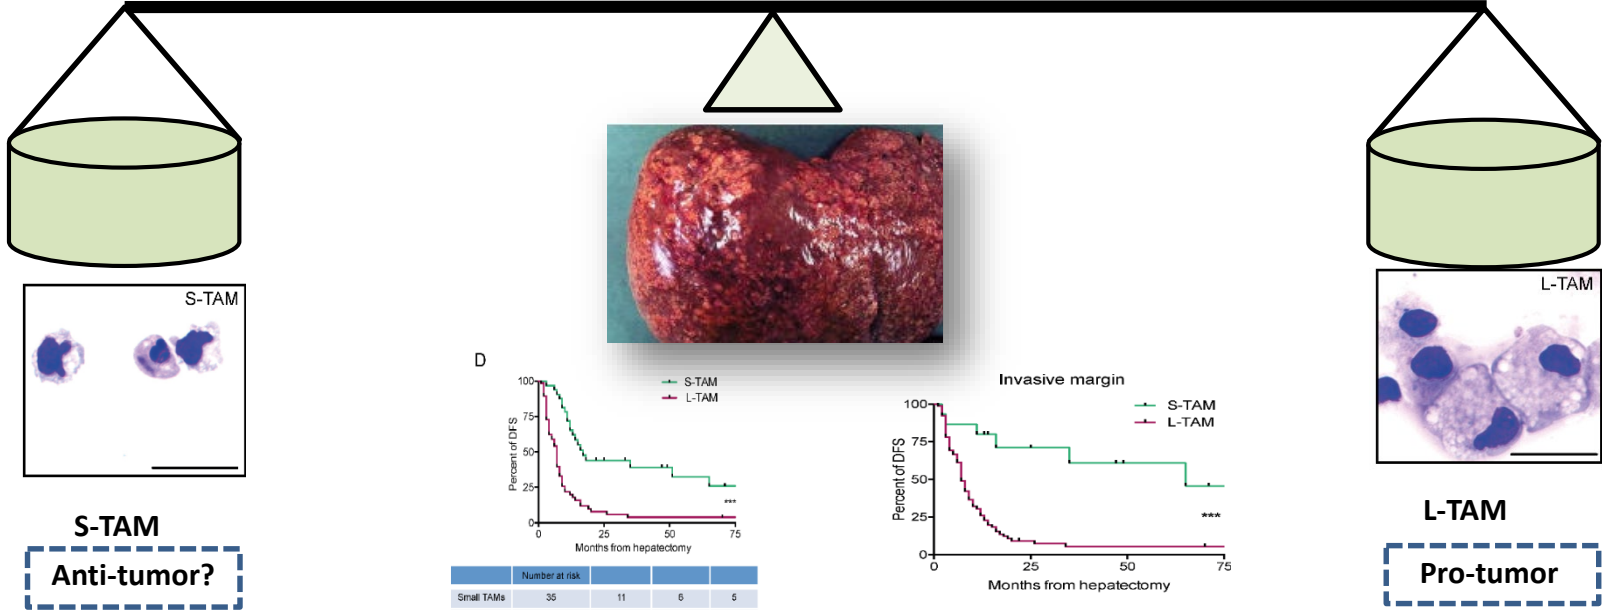 S-TAM
L-TAM
D
S-TAM
L-TAM
100
75
50
25
0
Percent of DFS
***
0 25 50 75
Months from hepatectomy
Number at risk
Small TAMs 35 11 6 5
Invasive margin
S-TAM
L-TAM
100
75
50
25
0
Percent of DFS
***
0 25 50 75
Months from hepatectomy
S-TAM
Anti-tumor?
L-TAM
Pro-tumor